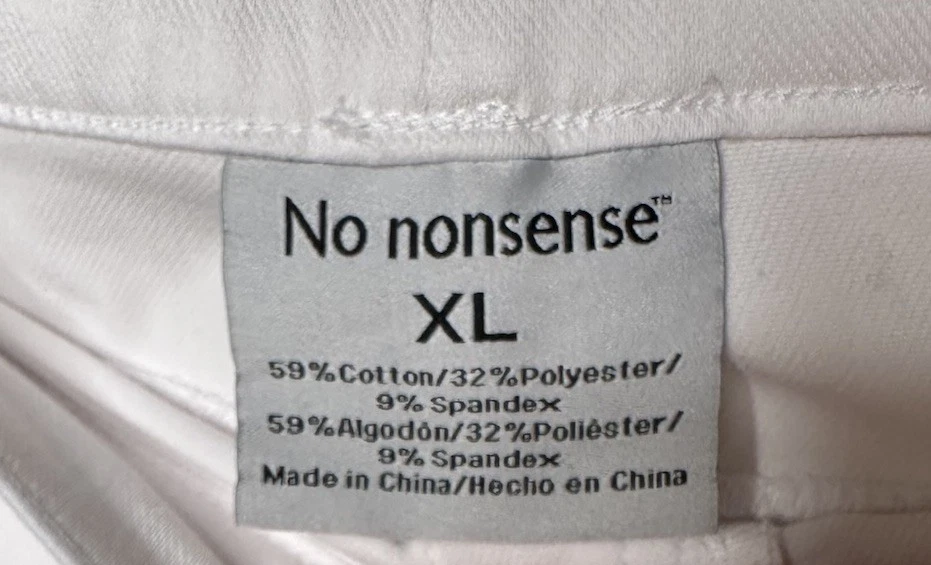 No nonsense™
XL
59%Cotton/32%Polyester/
9% Spandex
59%Algodón/32%Poliéster/
9% Spandex
Made in China/Hecho en China